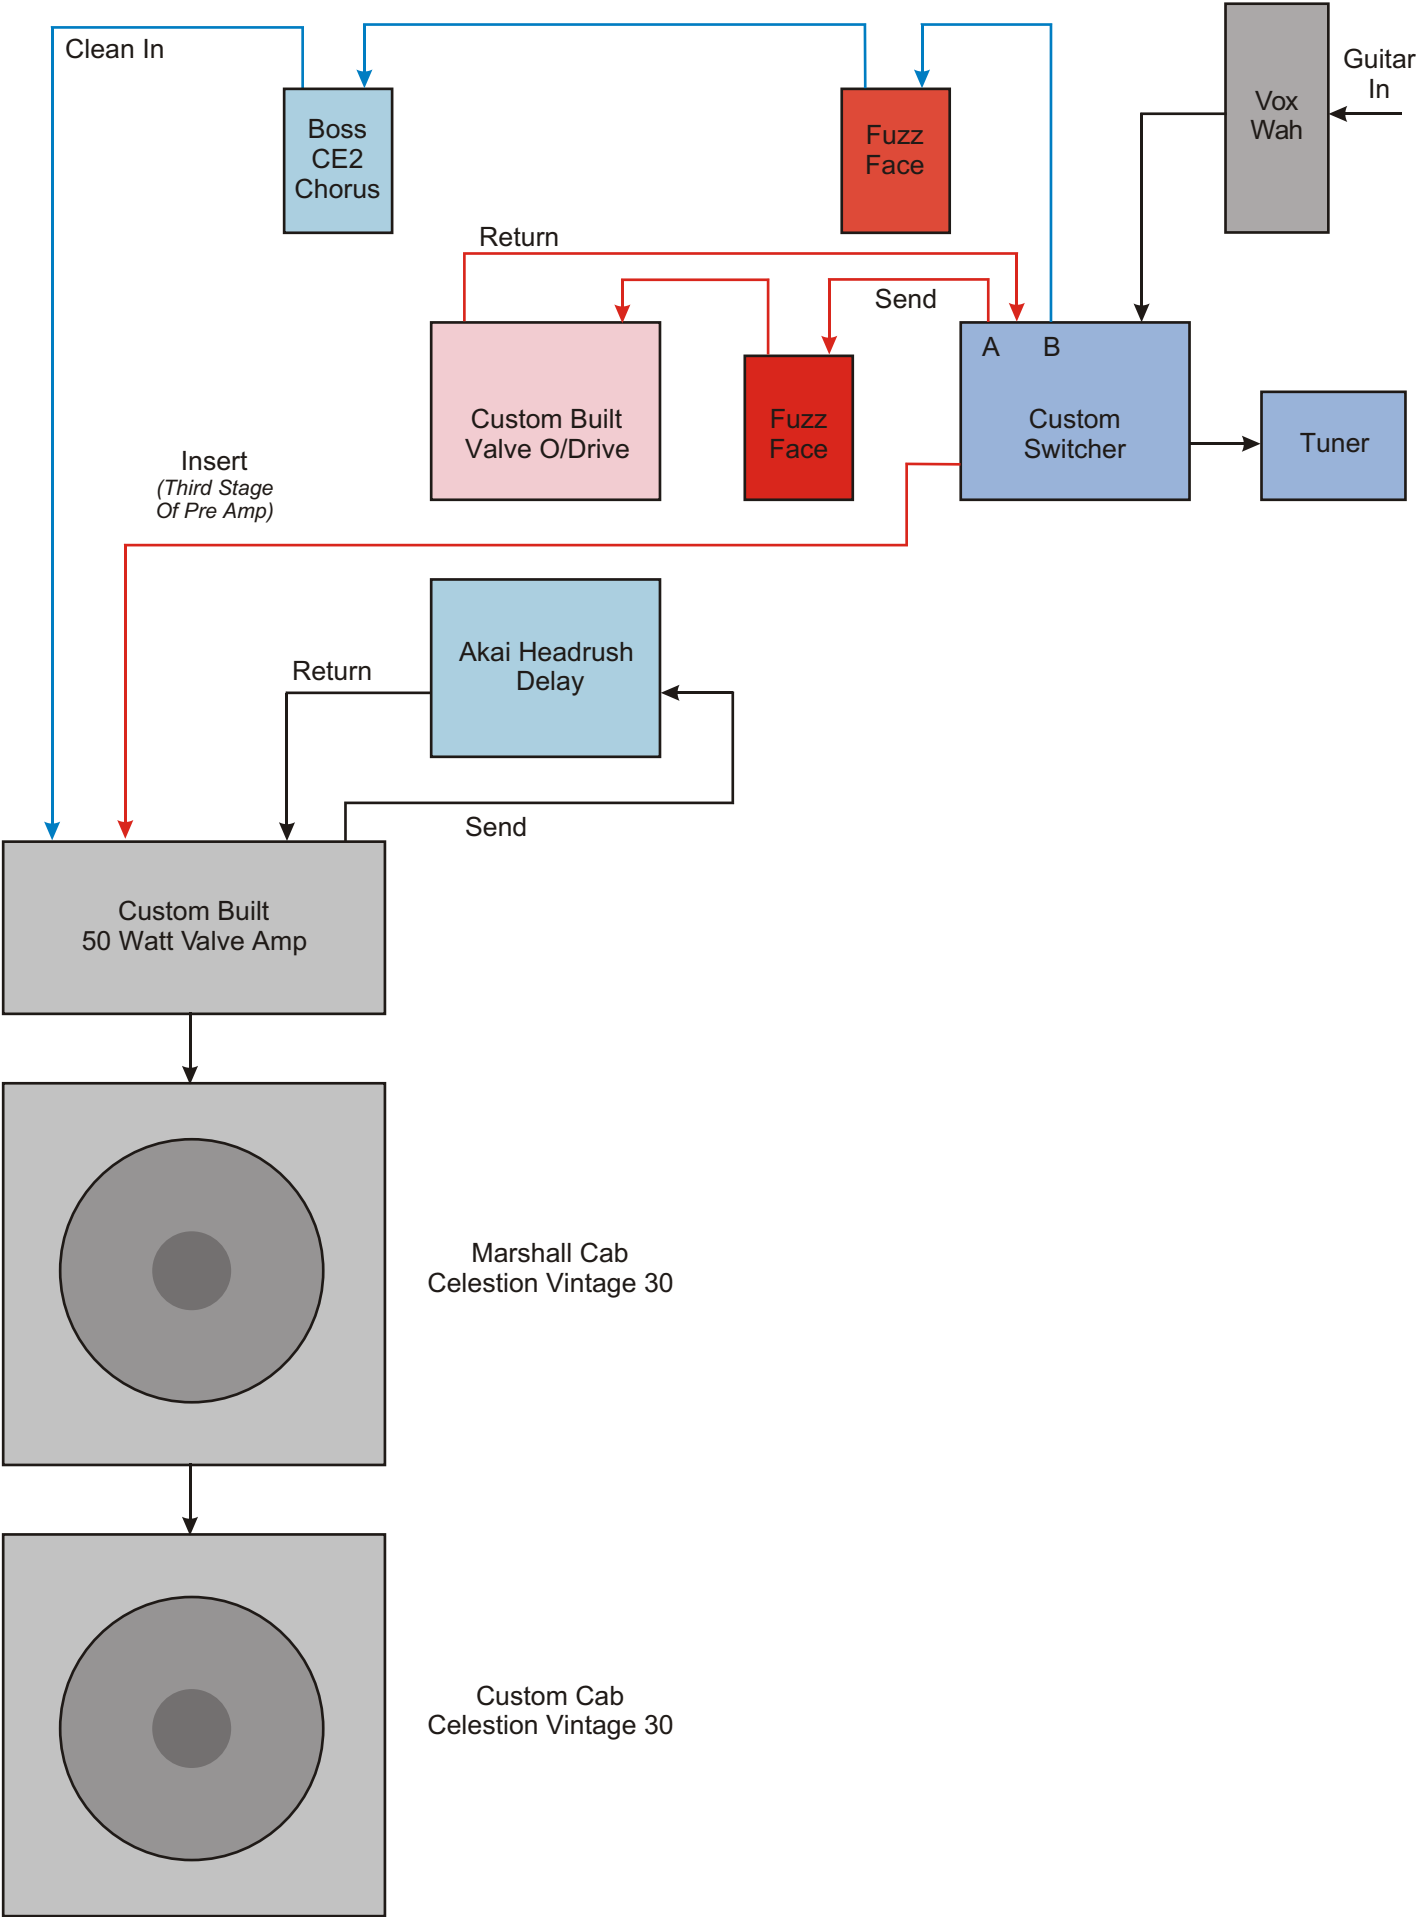 Clean In
Boss
CE2
Chorus
Fuzz
Face
Vox
Wah
Guitar
In
Return
Send
A B
Custom Built
Valve O/Drive
Fuzz
Face
Custom
Switcher
Tuner
Insert
(Third Stage
Of Pre Amp)
Akai Headrush
Delay
Return
Send
Custom Built
50 Watt Valve Amp
Marshall Cab
Celestion Vintage 30
Custom Cab
Celestion Vintage 30